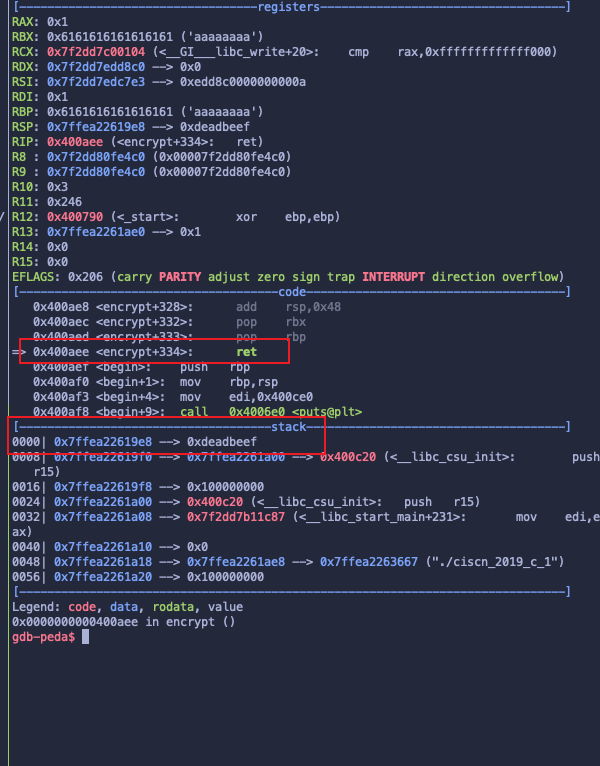 [----------------------------------registers-----------------------------------]
RAX: 0x1
RBX: 0x6161616161616161 ('aaaaaaaa')
RCX: 0x7f2dd7c00104 (<__GI___libc_write+20>:    cmp    rax,0xfffffffffffff000)
RDX: 0x7f2dd7edd8c0 --> 0x0
RSI: 0x7f2dd7edc7e3 --> 0xedd8c0000000000a
RDI: 0x1
RBP: 0x6161616161616161 ('aaaaaaaa')
RSP: 0x7ffea22619e8 --> 0xdeadbeef
RIP: 0x400aee (<encrypt+334>:   ret)
R8 : 0x7f2dd80fe4c0 (0x00007f2dd80fe4c0)
R9 : 0x7f2dd80fe4c0 (0x00007f2dd80fe4c0)
R10: 0x3
R11: 0x246
/ R12: 0x400790 (<_start>:        xor    ebp,ebp)
R13: 0x7ffea2261ae0 --> 0x1
R14: 0x0
R15: 0x0
EFLAGS: 0x206 (carry PARITY adjust zero sign trap INTERRUPT direction overflow)
[-------------------------------------code-------------------------------------]
   0x400ae8 <encrypt+328>:      add    rsp,0x48
   0x400aec <encrypt+332>:      pop    rbx
   0x400aed <encrypt+333>:      pop    rbp
=> 0x400aee <encrypt+334>:      ret
   0x400aef <begin>:    push   rbp
   0x400af0 <begin+1>:  mov    rbp,rsp
   0x400af3 <begin+4>:  mov    edi,0x400ce0
   0x400af8 <begin+9>:  call   0x4006e0 <puts@plt>
[------------------------------------stack-------------------------------------]
0000| 0x7ffea22619e8 --> 0xdeadbeef
0008| 0x7ffea22619f0 --> 0x7ffea2261a00 --> 0x400c20 (<__libc_csu_init>:        push
   r15)
0016| 0x7ffea22619f8 --> 0x100000000
0024| 0x7ffea2261a00 --> 0x400c20 (<__libc_csu_init>:   push   r15)
0032| 0x7ffea2261a08 --> 0x7f2dd7b11c87 (<__libc_start_main+231>:       mov    edi,e
ax)
0040| 0x7ffea2261a10 --> 0x0
0048| 0x7ffea2261a18 --> 0x7ffea2261ae8 --> 0x7ffea2263667 ("./ciscn_2019_c_1")
0056| 0x7ffea2261a20 --> 0x100000000
[------------------------------------------------------------------------------]
Legend: code, data, rodata, value
0x0000000000400aee in encrypt ()
gdb-peda$